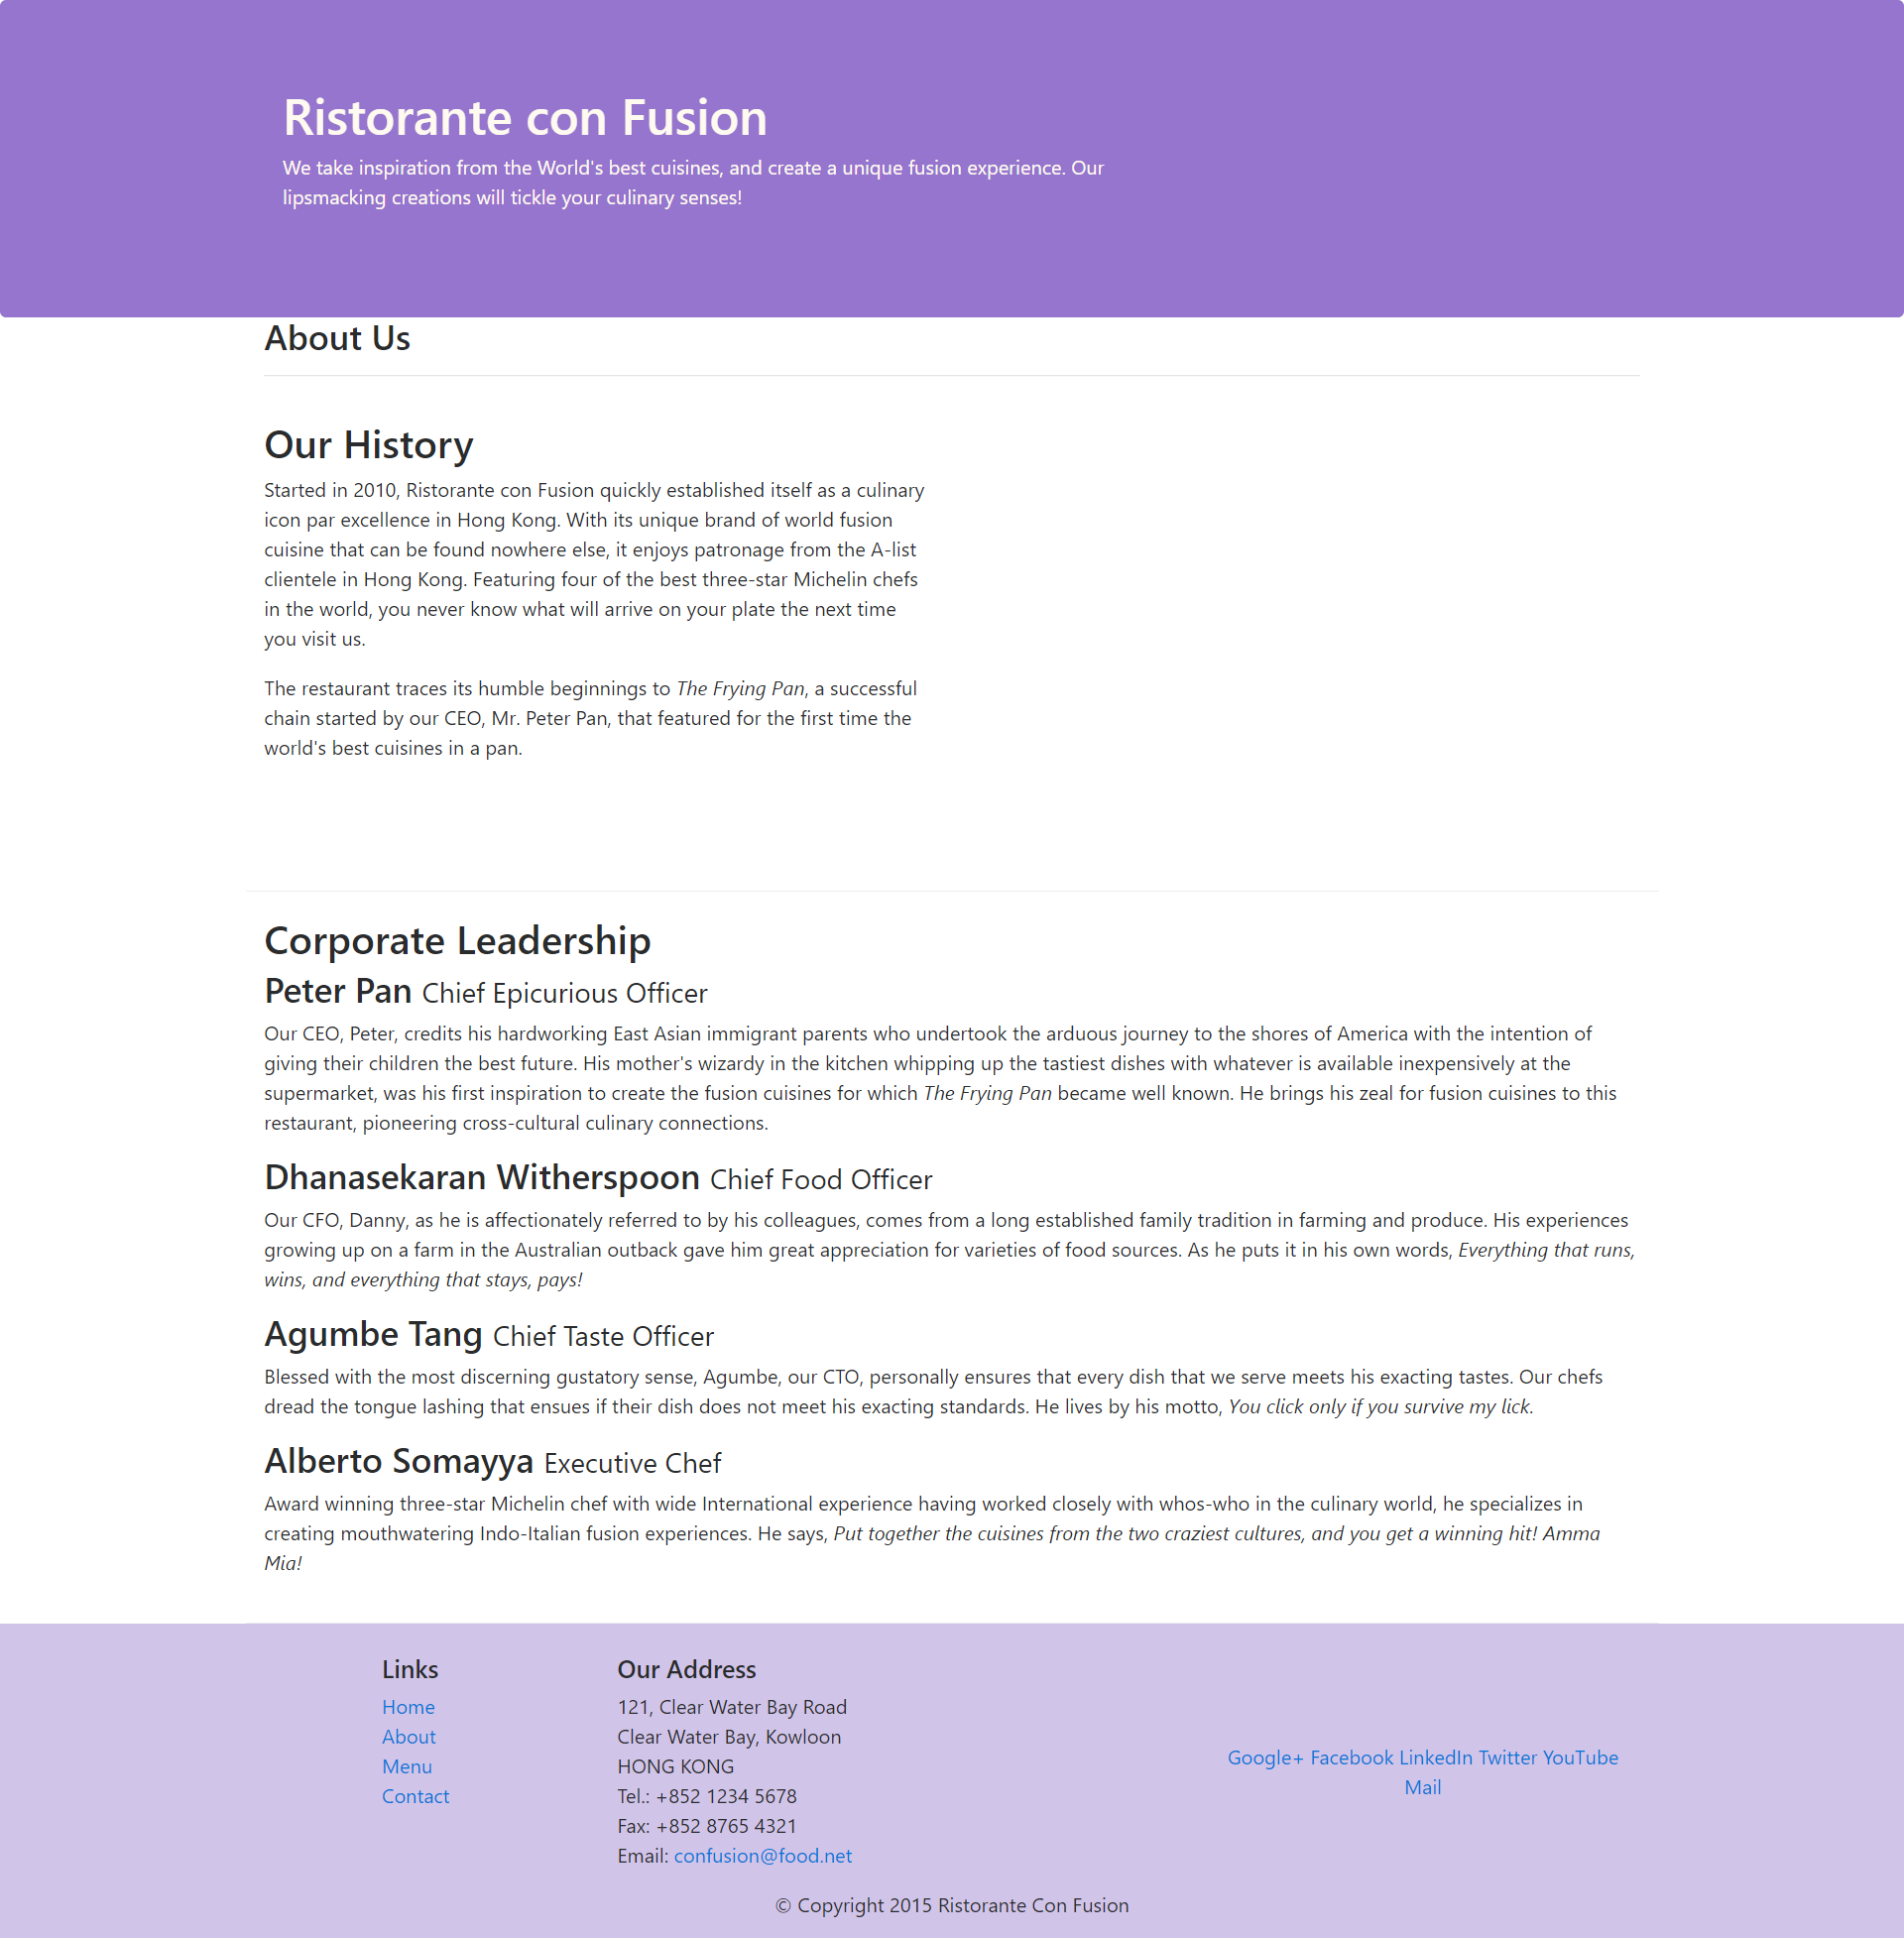 Ristorante con Fusion
We take inspiration from the World's best cuisines, and create a unique fusion experience. Our
lipsmacking creations will tickle your culinary senses!
About Us
Our History
Started in 2010, Ristorante con Fusion quickly established itself as a culinary
icon par excellence in Hong Kong. With its unique brand of world fusion
cuisine that can be found nowhere else, it enjoys patronage from the A-list
clientele in Hong Kong. Featuring four of the best three-star Michelin chefs
in the world, you never know what will arrive on your plate the next time
you visit us.
The restaurant traces its humble beginnings to The Frying Pan, a successful
chain started by our CEO, Mr. Peter Pan, that featured for the first time the
world's best cuisines in a pan.
Corporate Leadership
Peter Pan Chief Epicurious Officer
Our CEO, Peter, credits his hardworking East Asian immigrant parents who undertook the arduous journey to the shores of America with the intention of
giving their children the best future. His mother's wizardy in the kitchen whipping up the tastiest dishes with whatever is available inexpensively at the
supermarket, was his first inspiration to create the fusion cuisines for which The Frying Pan became well known. He brings his zeal for fusion cuisines to this
restaurant, pioneering cross-cultural culinary connections.
Dhanasekaran Witherspoon Chief Food Officer
Our CFO, Danny, as he is affectionately referred to by his colleagues, comes from a long established family tradition in farming and produce. His experiences
growing up on a farm in the Australian outback gave him great appreciation for varieties of food sources. As he puts it in his own words, Everything that runs,
wins, and everything that stays, pays!
Agumbe Tang Chief Taste Officer
Blessed with the most discerning gustatory sense, Agumbe, our CTO, personally ensures that every dish that we serve meets his exacting tastes. Our chefs
dread the tongue lashing that ensues if their dish does not meet his exacting standards. He lives by his motto, You click only if you survive my lick.
Alberto Somayya Executive Chef
Award winning three-star Michelin chef with wide International experience having worked closely with whos-who in the culinary world, he specializes in
creating mouthwatering Indo-Italian fusion experiences. He says, Put together the cuisines from the two craziest cultures, and you get a winning hit! Amma
Mia!
Links
Home
About
Menu
Contact
Our Address
121, Clear Water Bay Road
Clear Water Bay, Kowloon
HONG KONG
Tel.: +852 1234 5678
Fax: +852 8765 4321
Email: confusion@food.net
Google+ Facebook LinkedIn Twitter YouTube
Mail
© Copyright 2015 Ristorante Con Fusion